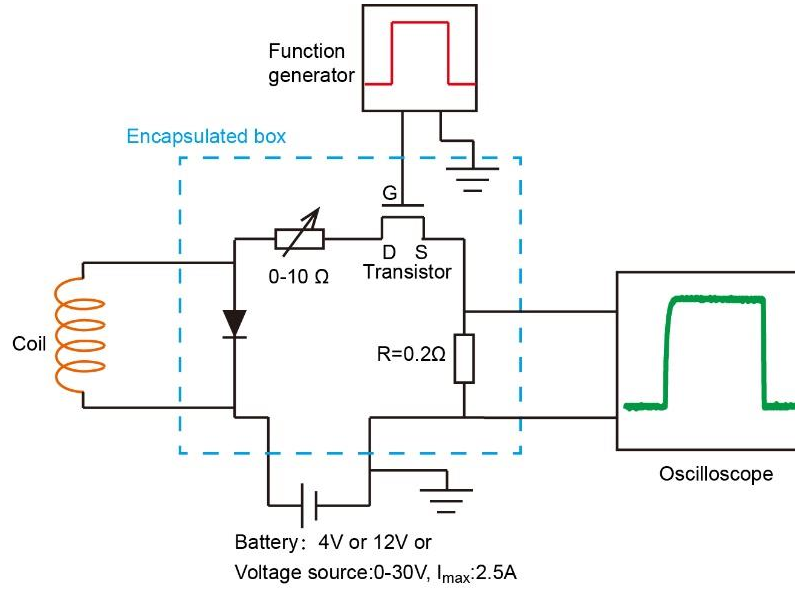 Function
generator
Encapsulated box
G
D S
Transistor
0-10 Ω
R=0.2Ω
Coil
Oscilloscope
Battery: 4V or 12V or
Voltage source:0-30V, Imax:2.5A